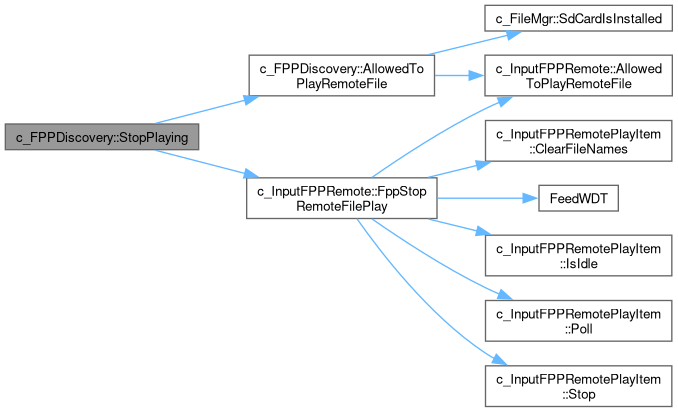 c_FPPDiscovery::StopPlaying
c_FPPDiscovery::AllowedTo
PlayRemoteFile
c_InputFPPRemote::FppStop
RemoteFilePlay
c_FileMgr::SdCardIsInstalled
c_InputFPPRemote::Allowed
ToPlayRemoteFile
c_InputFPPRemotePlayItem
::ClearFileNames
FeedWDT
c_InputFPPRemotePlayItem
::IsIdle
c_InputFPPRemotePlayItem
::Poll
c_InputFPPRemotePlayItem
::Stop